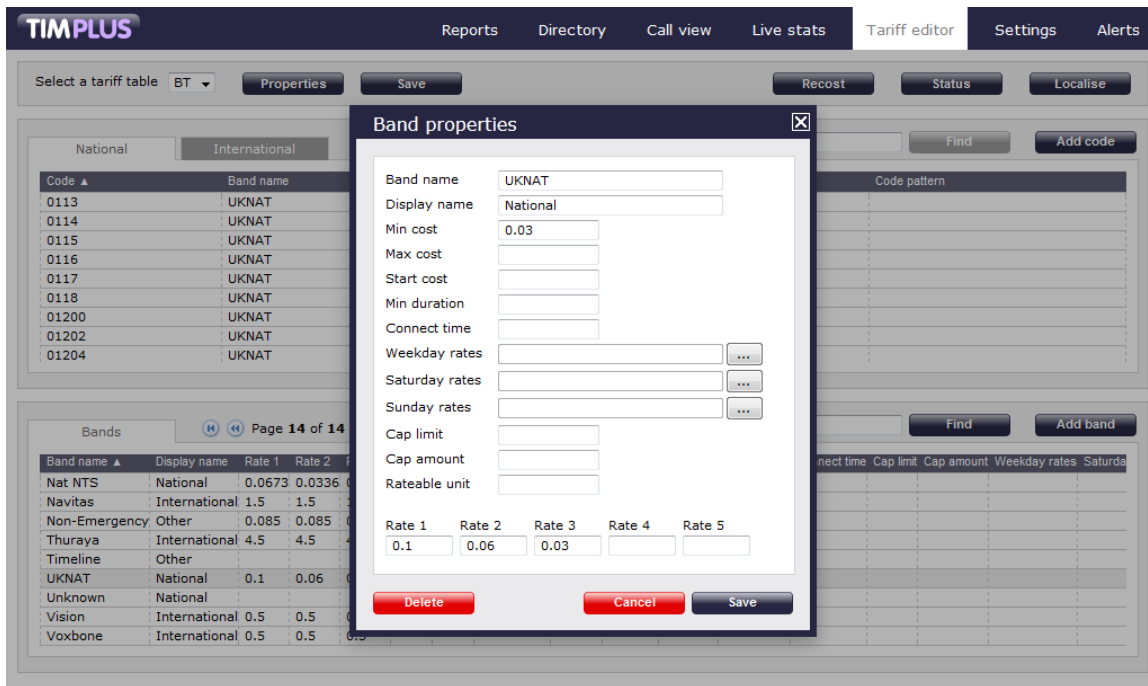 TIMPLUS
Reports Directory Call view Live stats Tariff editor Settings Alerts
Select a tariff table BT Properties Save Recost Status Localise
National International Find Add code
Code ▲ Band name Code pattern
0113 UKNAT
0114 UKNAT
0115 UKNAT
0116 UKNAT
0117 UKNAT
0118 UKNAT
01200 UKNAT
01202 UKNAT
01204 UKNAT
Band properties
Band name UKNAT
Display name National
Min cost 0.03
Max cost
Start cost
Min duration
Connect time
Weekday rates ...
Saturday rates ...
Sunday rates ...
Cap limit
Cap amount
Rateable unit
Rate 1 Rate 2 Rate 3 Rate 4 Rate 5
0.1 0.06 0.03
Delete Cancel Save
Bands Page 14 of 14 Find Add band
Band name ▲ Display name Rate 1 Rate 2 nect time Cap limit Cap amount Weekday rates Saturda
Nat NTS National 0.0673 0.0336
Navitas International 1.5 1.5
Non-Emergency Other 0.085 0.085
Thuraya International 4.5 4.5
Timeline Other
UKNAT National 0.1 0.06
Unknown National
Vision International 0.5 0.5
Voxbone International 0.5 0.5